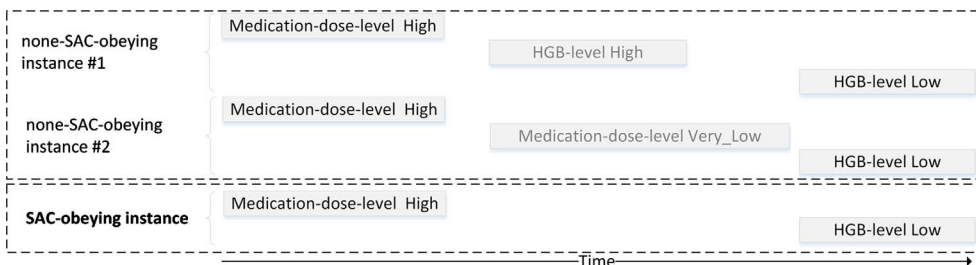 Medication-dose-level High
none-SAC-obeying
instance #1
HGB-level High
HGB-level Low
Medication-dose-level High
none-SAC-obeying
instance #2
Medication-dose-level Very_Low
HGB-level Low
Medication-dose-level High
SAC-obeying instance
HGB-level Low
Time